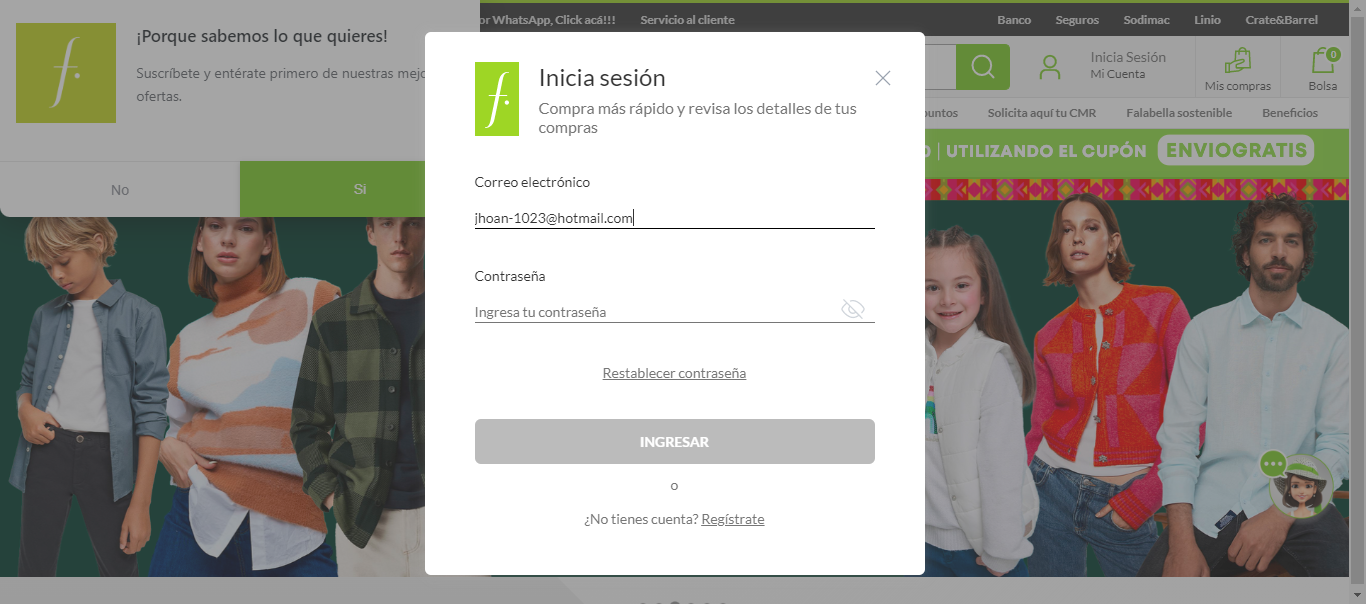 or WhatsApp, Click acá!!!
Servicio al cliente
Banco
Seguros
Sodimac
Linio
Crate&Barrel
¡Porque sabemos lo que quieres!
Suscríbete y entérate primero de nuestras
ofertas.
No
Si
Inicia Sesión
Mi Cuenta
Mis compras
0
Bolsa
Solicita aquí tu CMR
Falabella sostenible
Beneficios
UTILIZANDO EL CUPÓN
ENVIOGRATIS
f.
Inicia sesión
Compra más rápido y revisa los detalles de tus
compras
Correo electrónico
jhoan-1023@hotmail.com
Contraseña
Ingresa tu contraseña
Restablecer contraseña
INGRESAR
o
¿No tienes cuenta? Regístrate